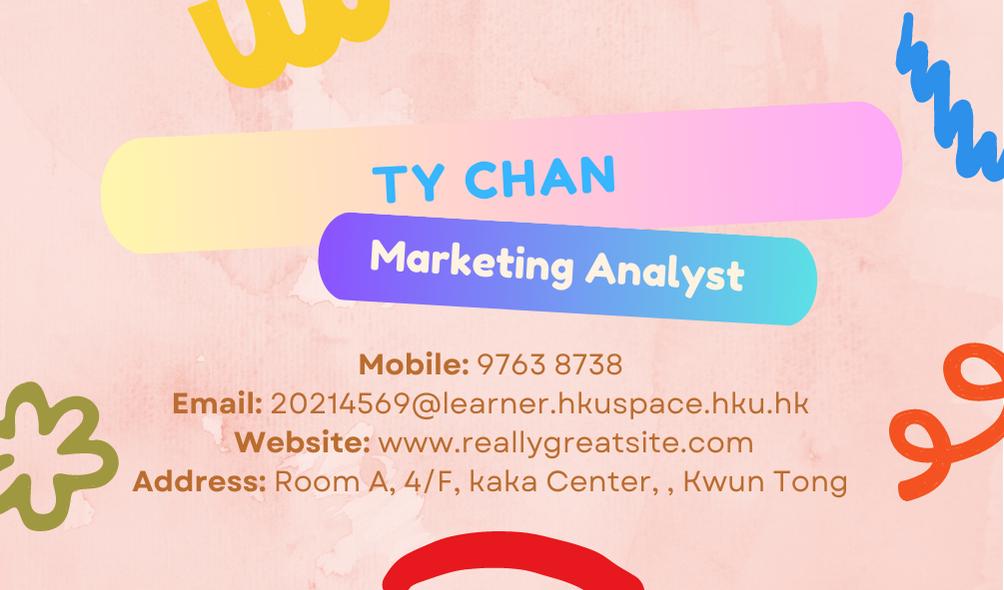 TY CHAN
Marketing Analyst
Mobile: 9763 8738
Email: 20214569@learner.hkuspace.hku.hk
Website: www.reallygreatsite.com
Address: Room A, 4/F, kaka Center, , Kwun Tong